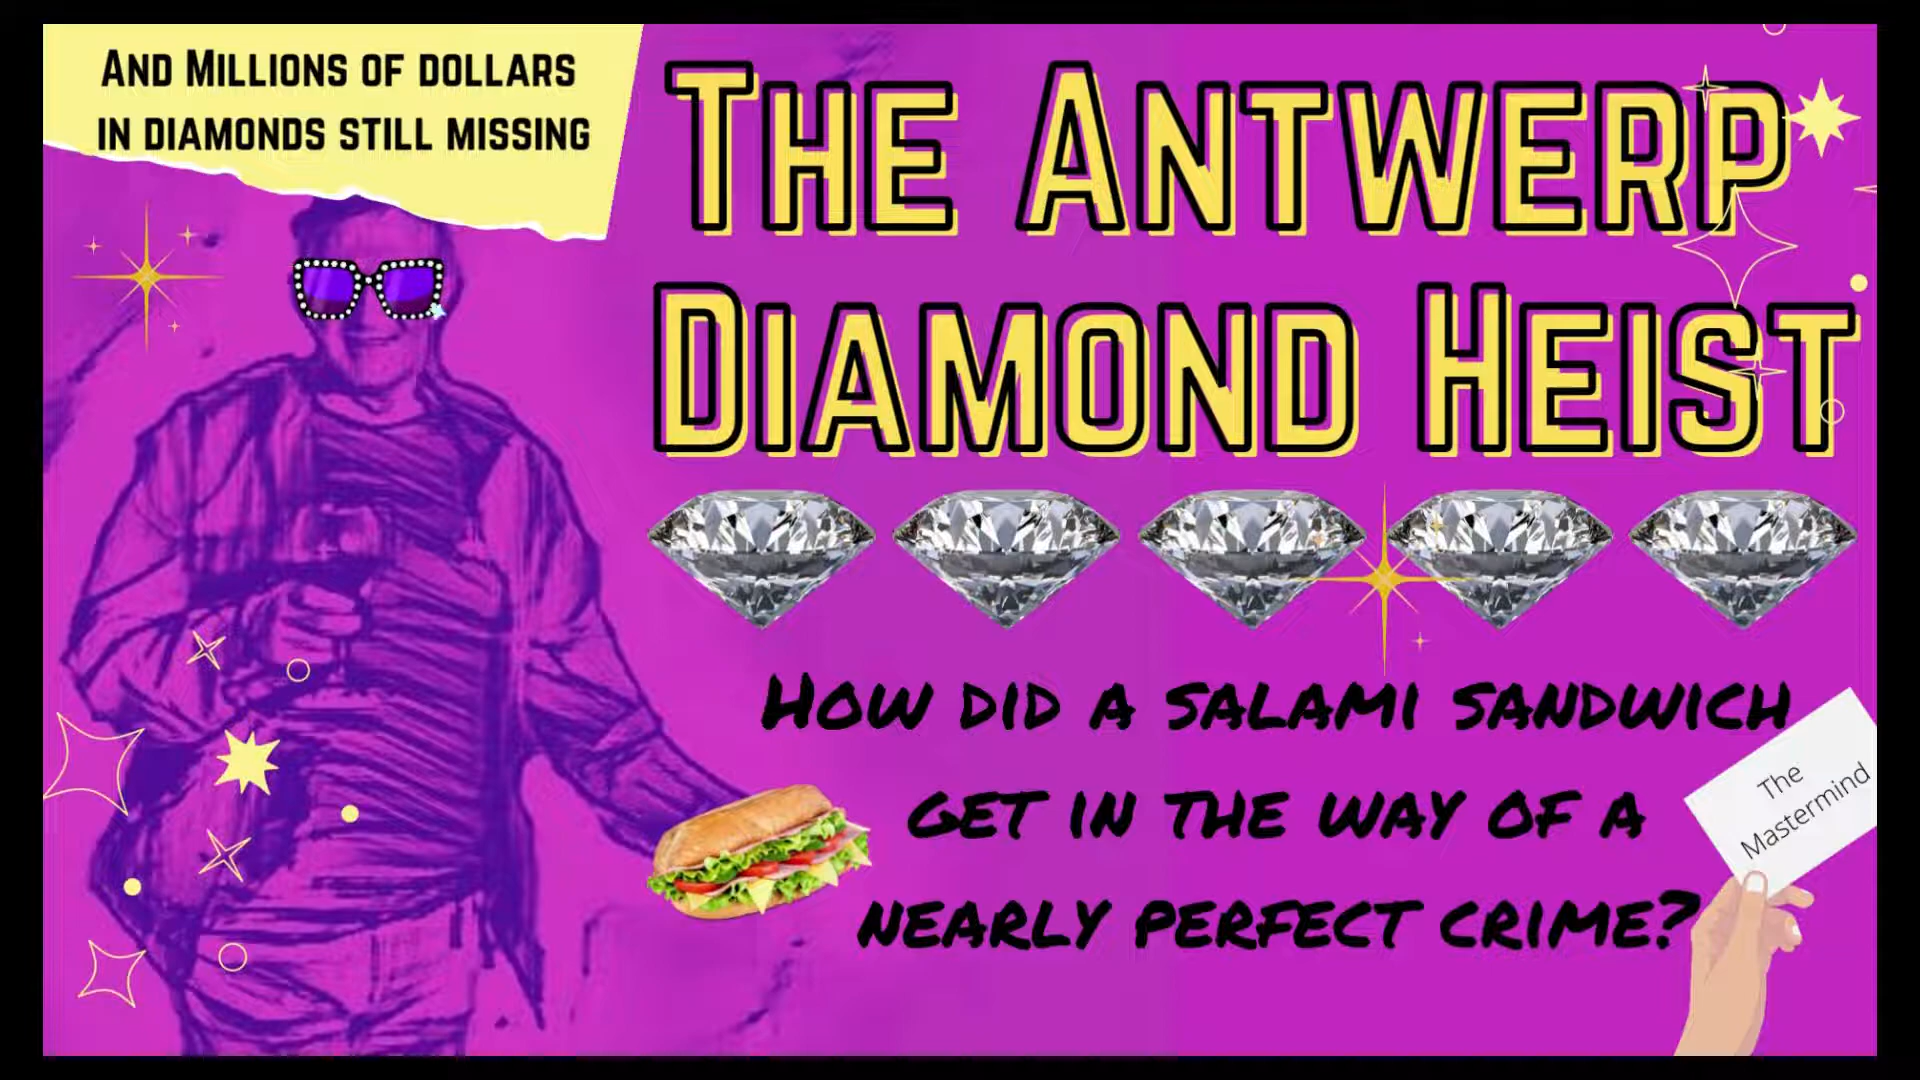 And Millions of dollars
in diamonds still missing
The Antwerp
Diamond Heist
How did a salami sandwich
get in the way of a
nearly perfect crime?
The
Mastermind